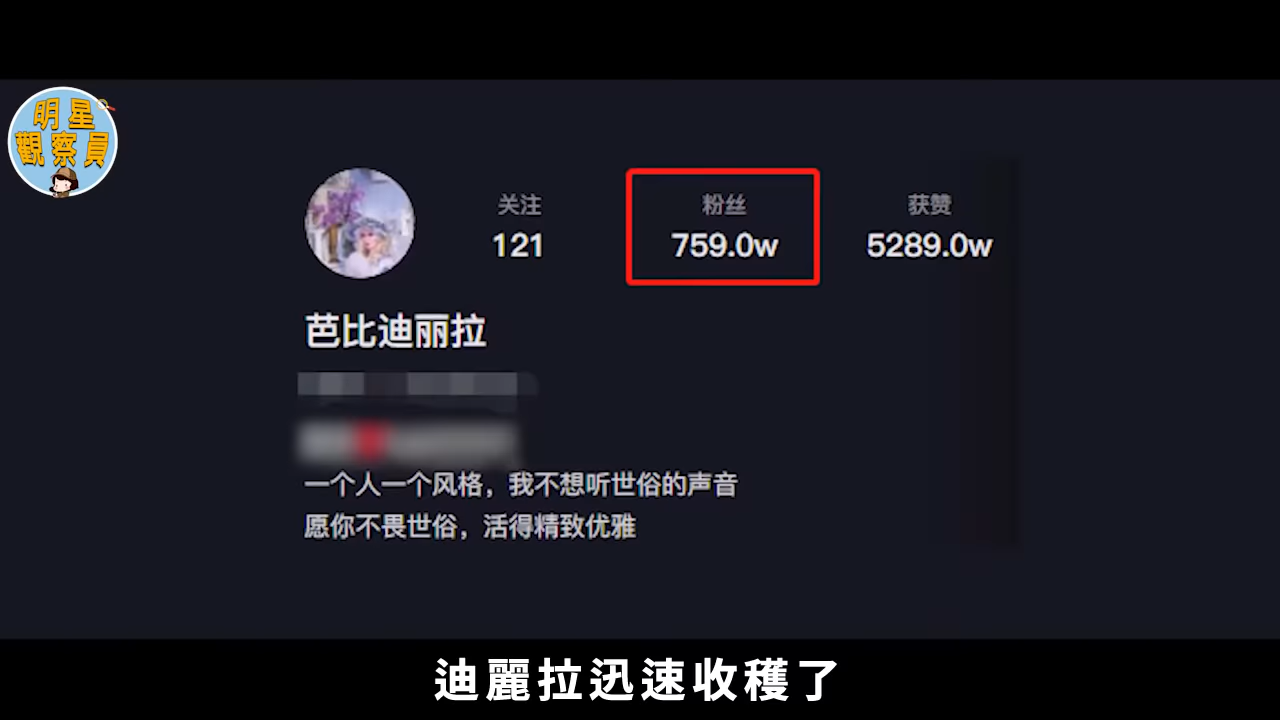 明星
觀察員
关注
121
粉丝
759.0w
获赞
5289.0w
芭比迪丽拉
一个人一个风格，我不想听世俗的声音
愿你不畏世俗，活得精致优雅
迪麗拉迅速收穫了